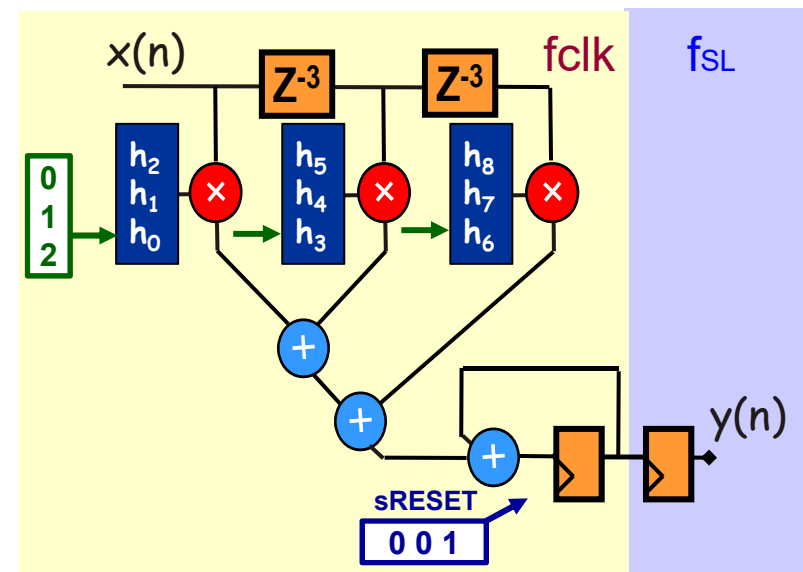 x(n)
Z⁻³
Z⁻³
fclk
fSL
0
1
2
h₂
h₁
h₀
×
h₅
h₄
h₃
×
h₈
h₇
h₆
×
+
+
+
y(n)
sRESET
0 0 1